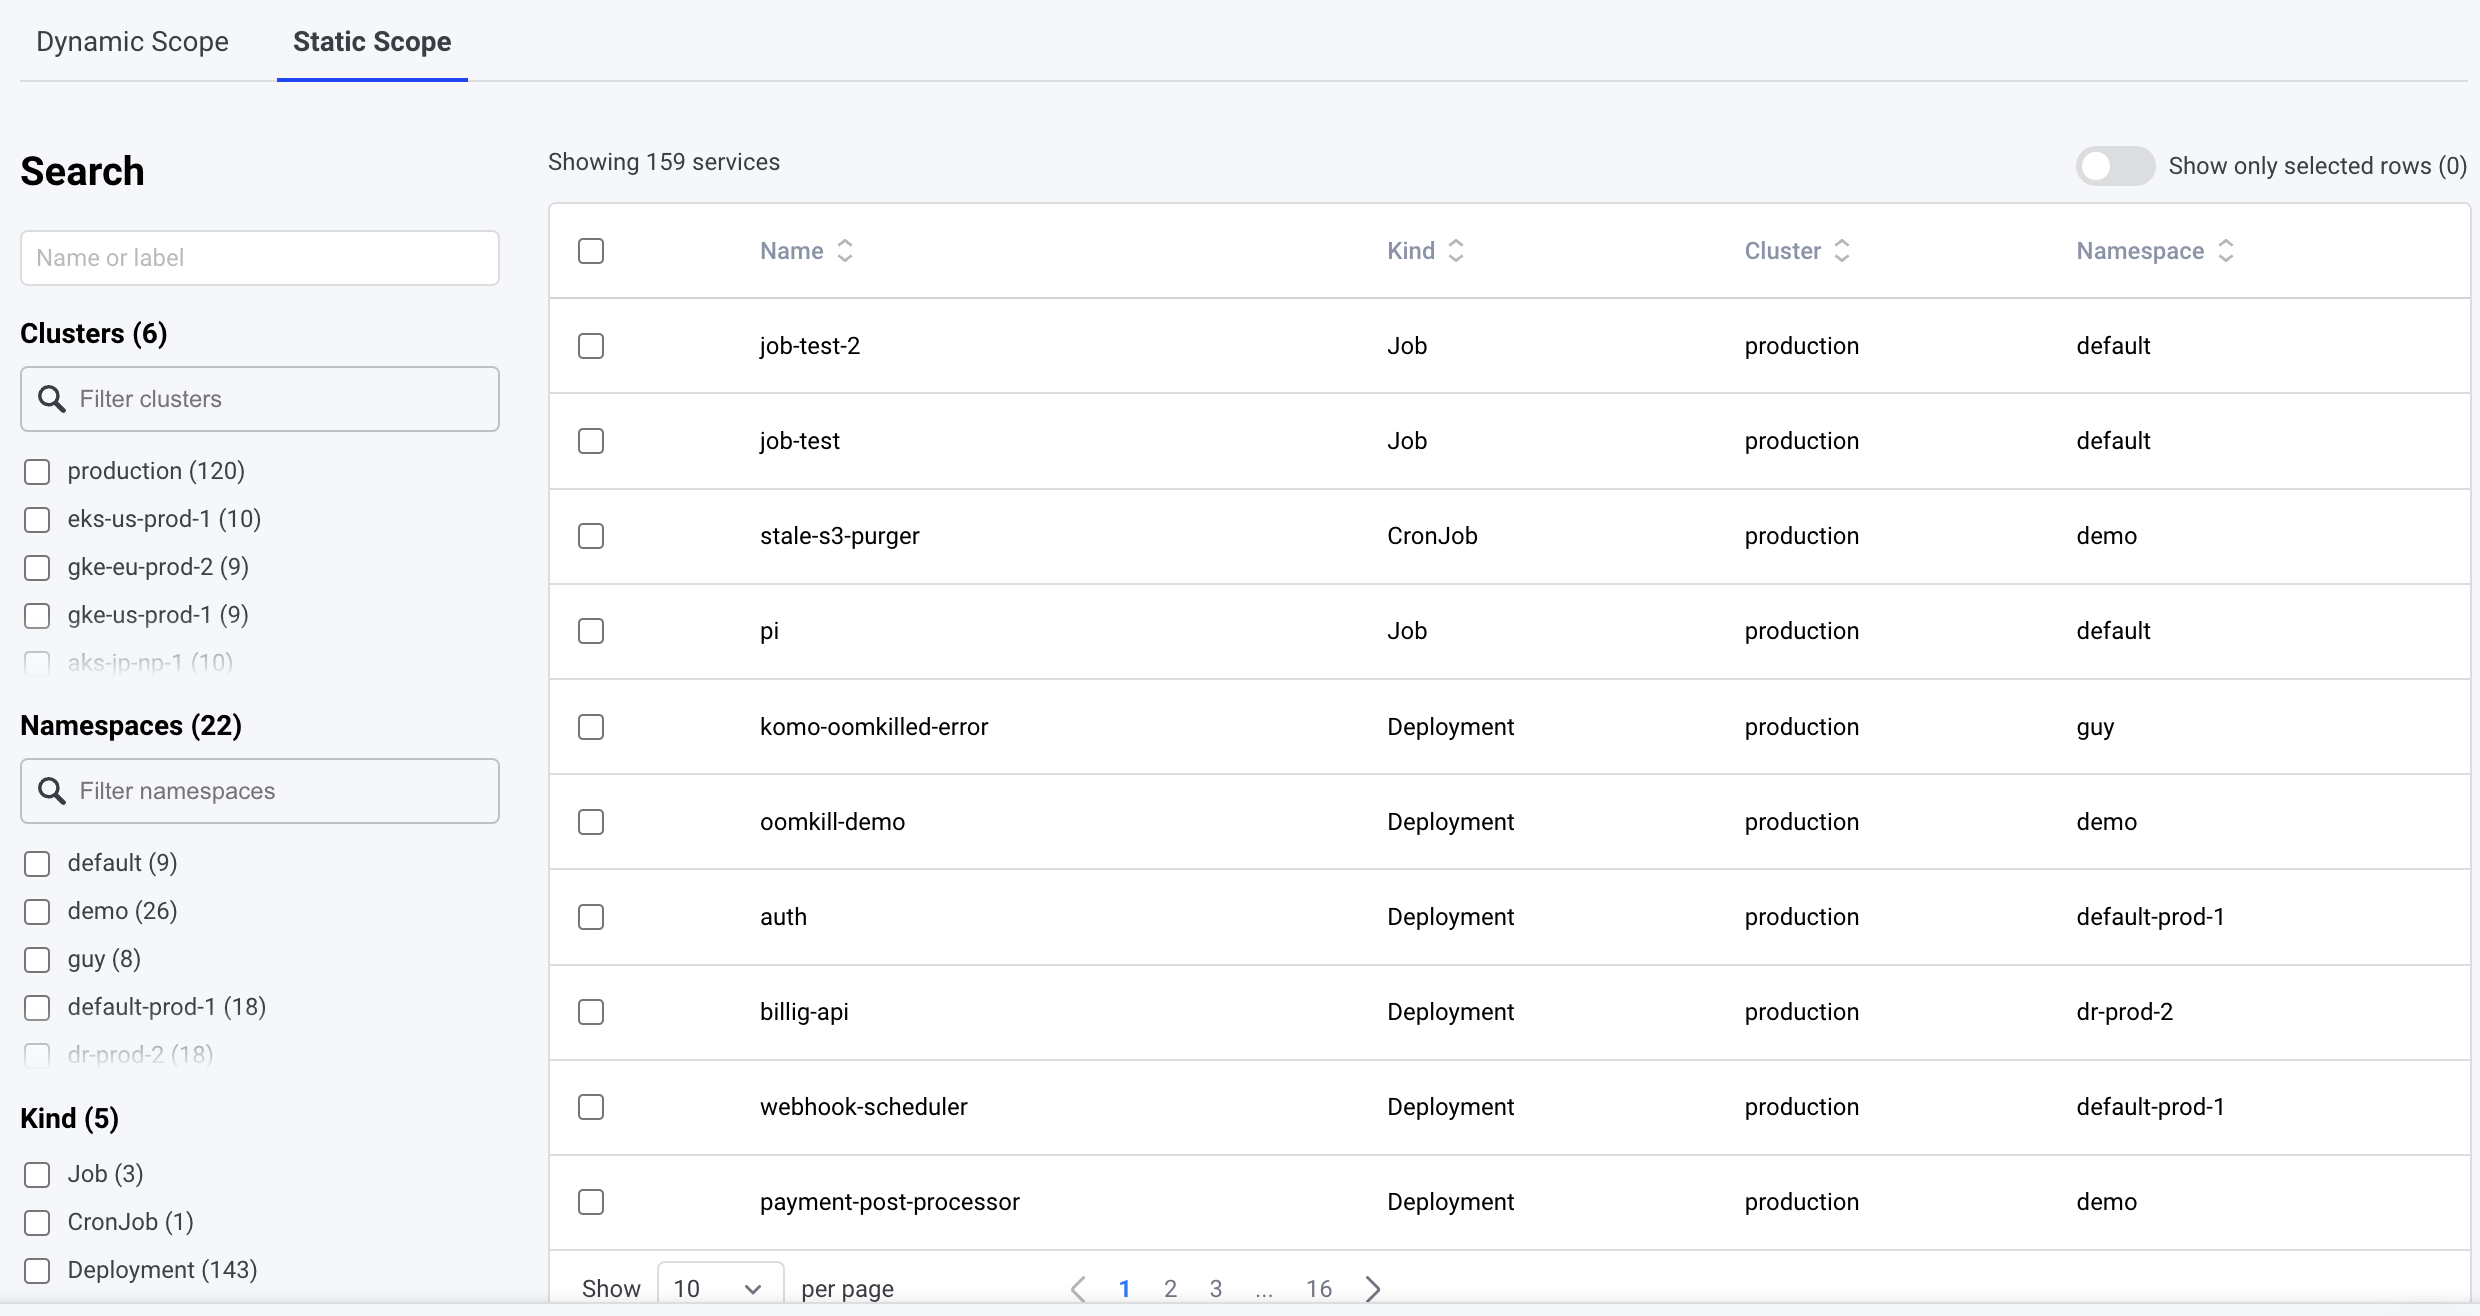 Dynamic Scope Static Scope
Search
Name or label
Clusters (6)
Filter clusters
production (120)
eks-us-prod-1 (10)
gke-eu-prod-2 (9)
gke-us-prod-1 (9)
aks-jp-np-1 (10)
Namespaces (22)
Filter namespaces
default (9)
demo (26)
guy (8)
default-prod-1 (18)
dr-prod-2 (18)
Kind (5)
Job (3)
CronJob (1)
Deployment (143)
Showing 159 services Show only selected rows (0)
Name Kind Cluster Namespace
job-test-2 Job production default
job-test Job production default
stale-s3-purger CronJob production demo
pi Job production default
komo-oomkilled-error Deployment production guy
oomkill-demo Deployment production demo
auth Deployment production default-prod-1
billig-api Deployment production dr-prod-2
webhook-scheduler Deployment production default-prod-1
payment-post-processor Deployment production demo
Show 10 per page 1 2 3 ... 16